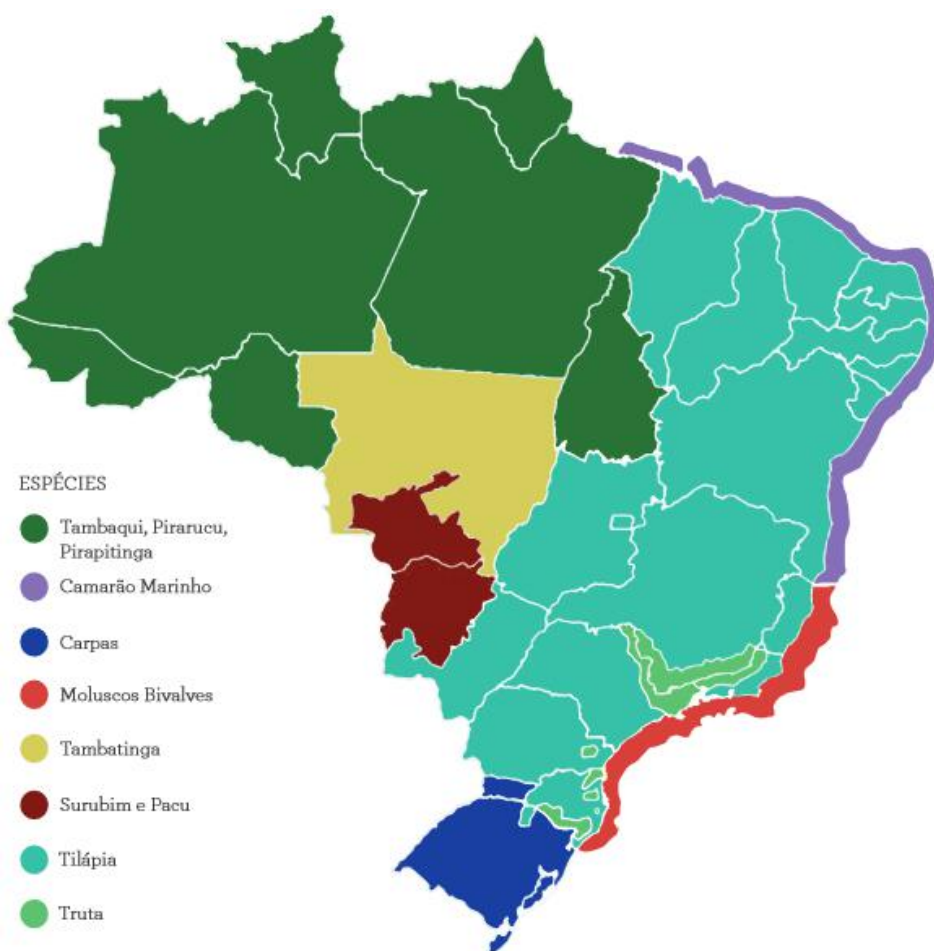 ESPÉCIES
Tambaqui, Pirarucu,
Pirapitinga
Camarão Marinho
Carpas
Moluscos Bivalves
Tambatinga
Surubim e Pacu
Tilápia
Truta